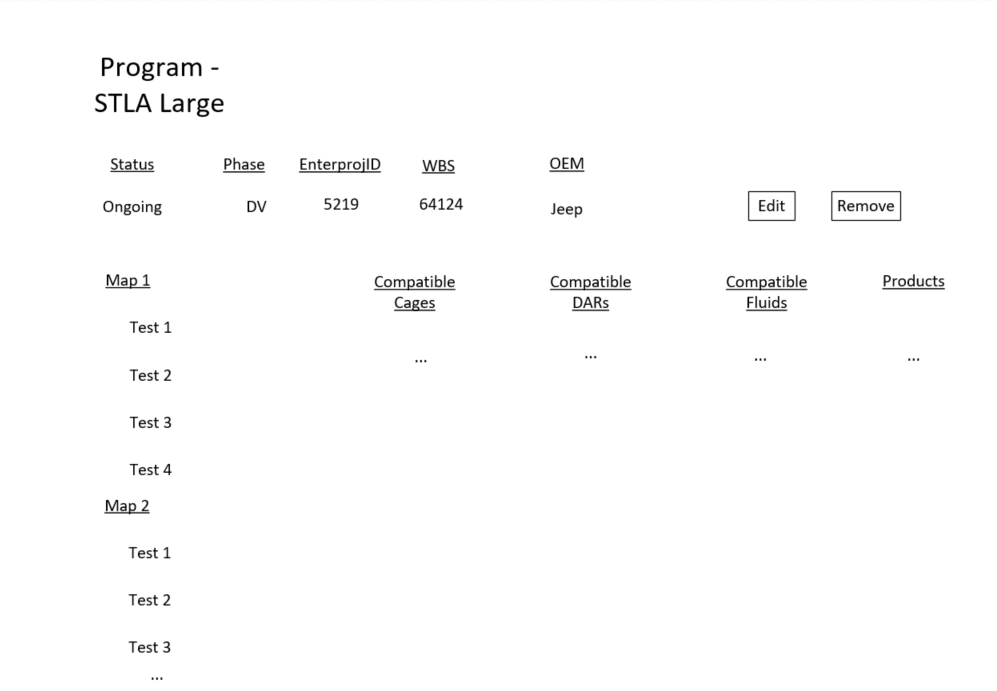 Program -
STLA Large
Status Phase EnterprojID WBS OEM
Ongoing DV 5219 64124 Jeep Edit Remove
Map 1 Compatible Cages Compatible DARs Compatible Fluids Products
Test 1
... ... ... ...
Test 2
Test 3
Test 4
Map 2
Test 1
Test 2
Test 3
...